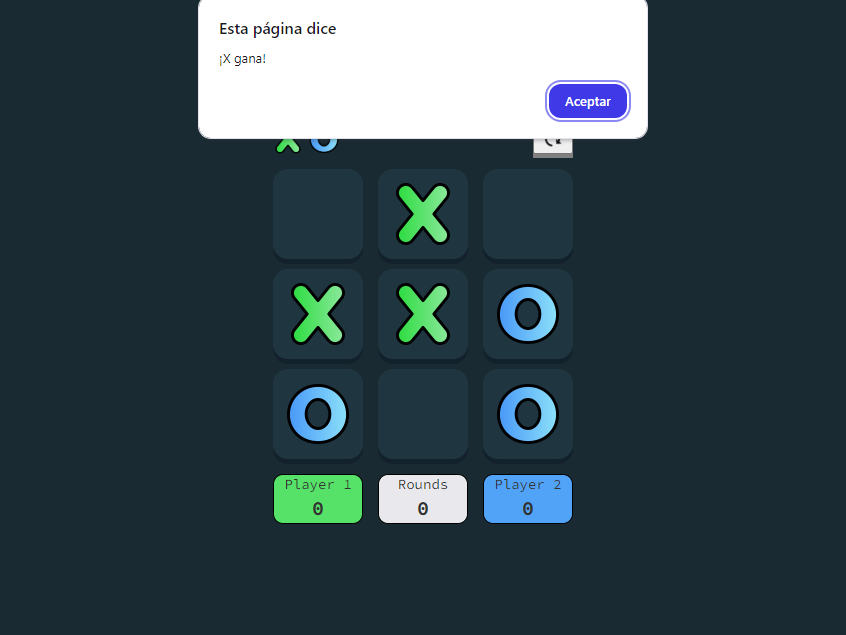 Esta página dice
¡X gana!
Aceptar
X O
X
X X O
O O
Player 1 Rounds Player 2
0 0 0